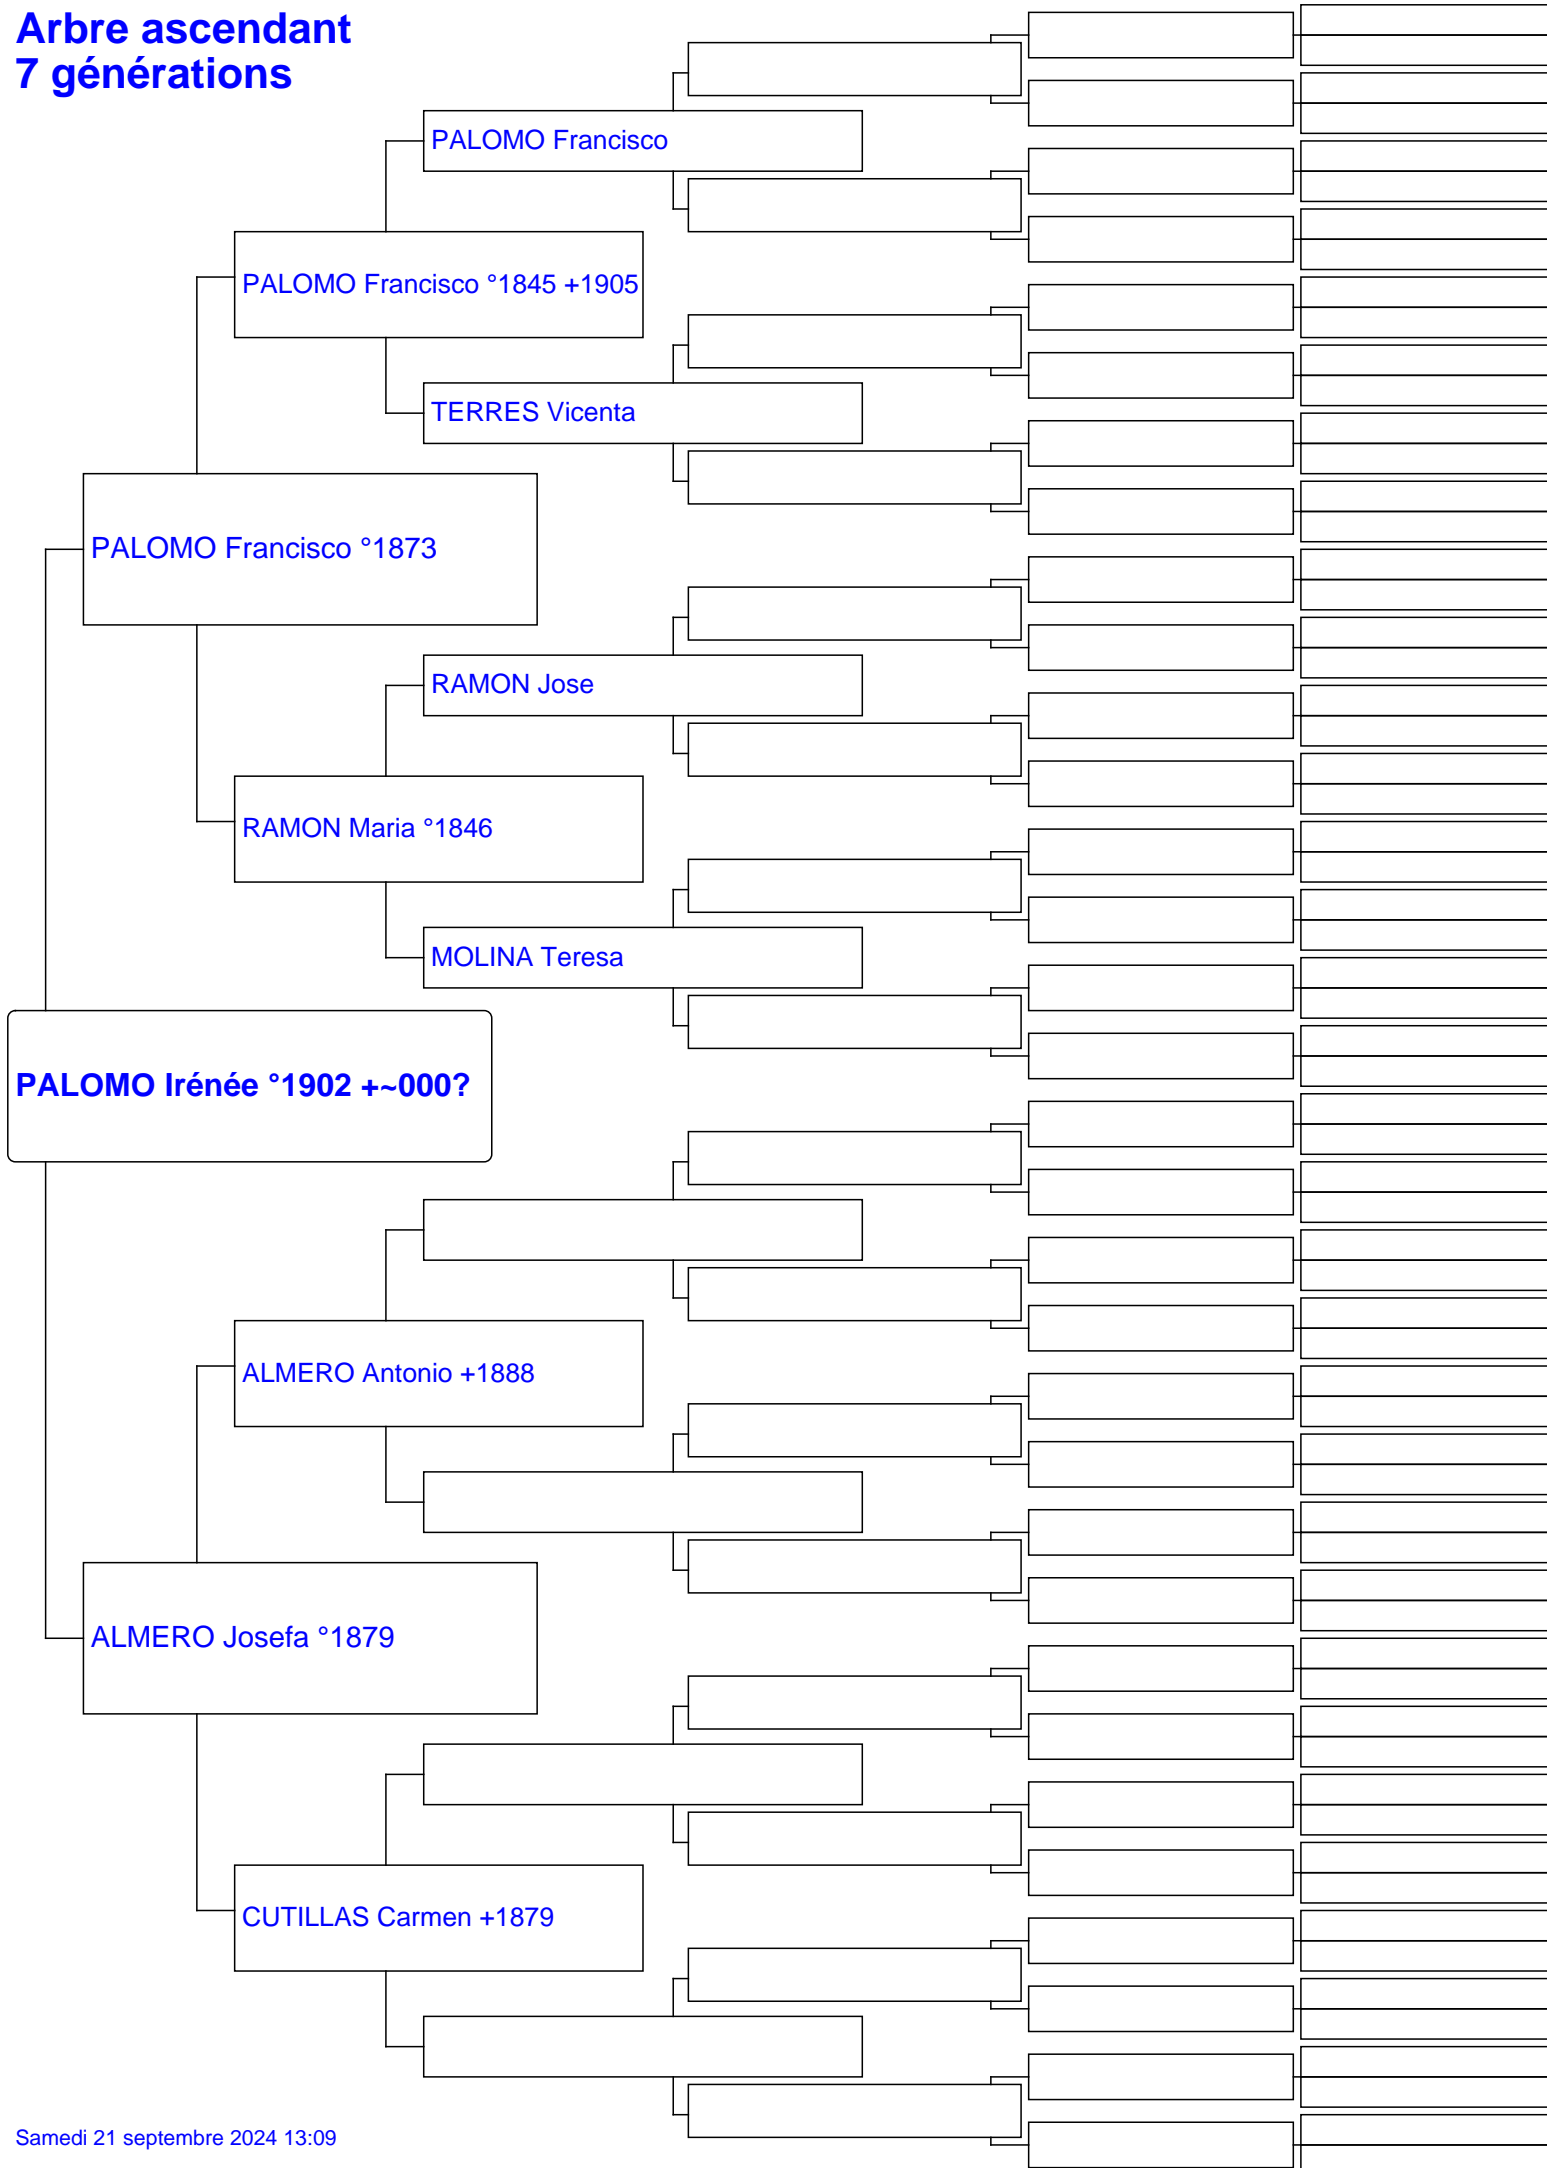 Arbre ascendant
7 générations
PALOMO Francisco
PALOMO Francisco °1845 +1905
TERRES Vicenta
PALOMO Francisco °1873
RAMON Jose
RAMON Maria °1846
MOLINA Teresa
PALOMO Irénée °1902 +~000?
ALMERO Antonio +1888
ALMERO Josefa °1879
CUTILLAS Carmen +1879
Samedi 21 septembre 2024 13:09